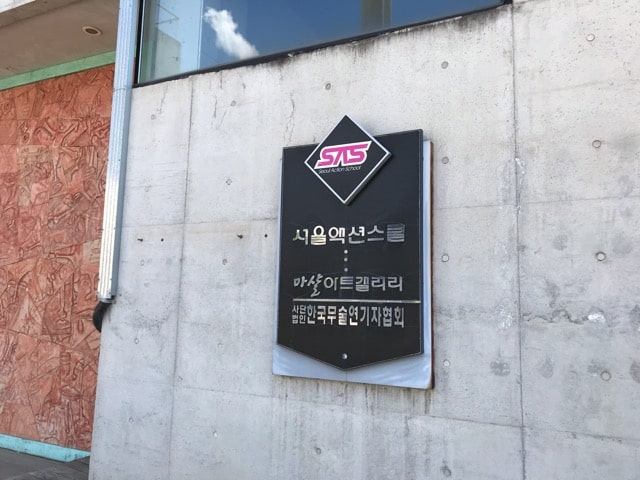 SAS
Seoul Action School
서울액션스쿨
마샬아트갤러리
사단법인 한국무술연기자협회